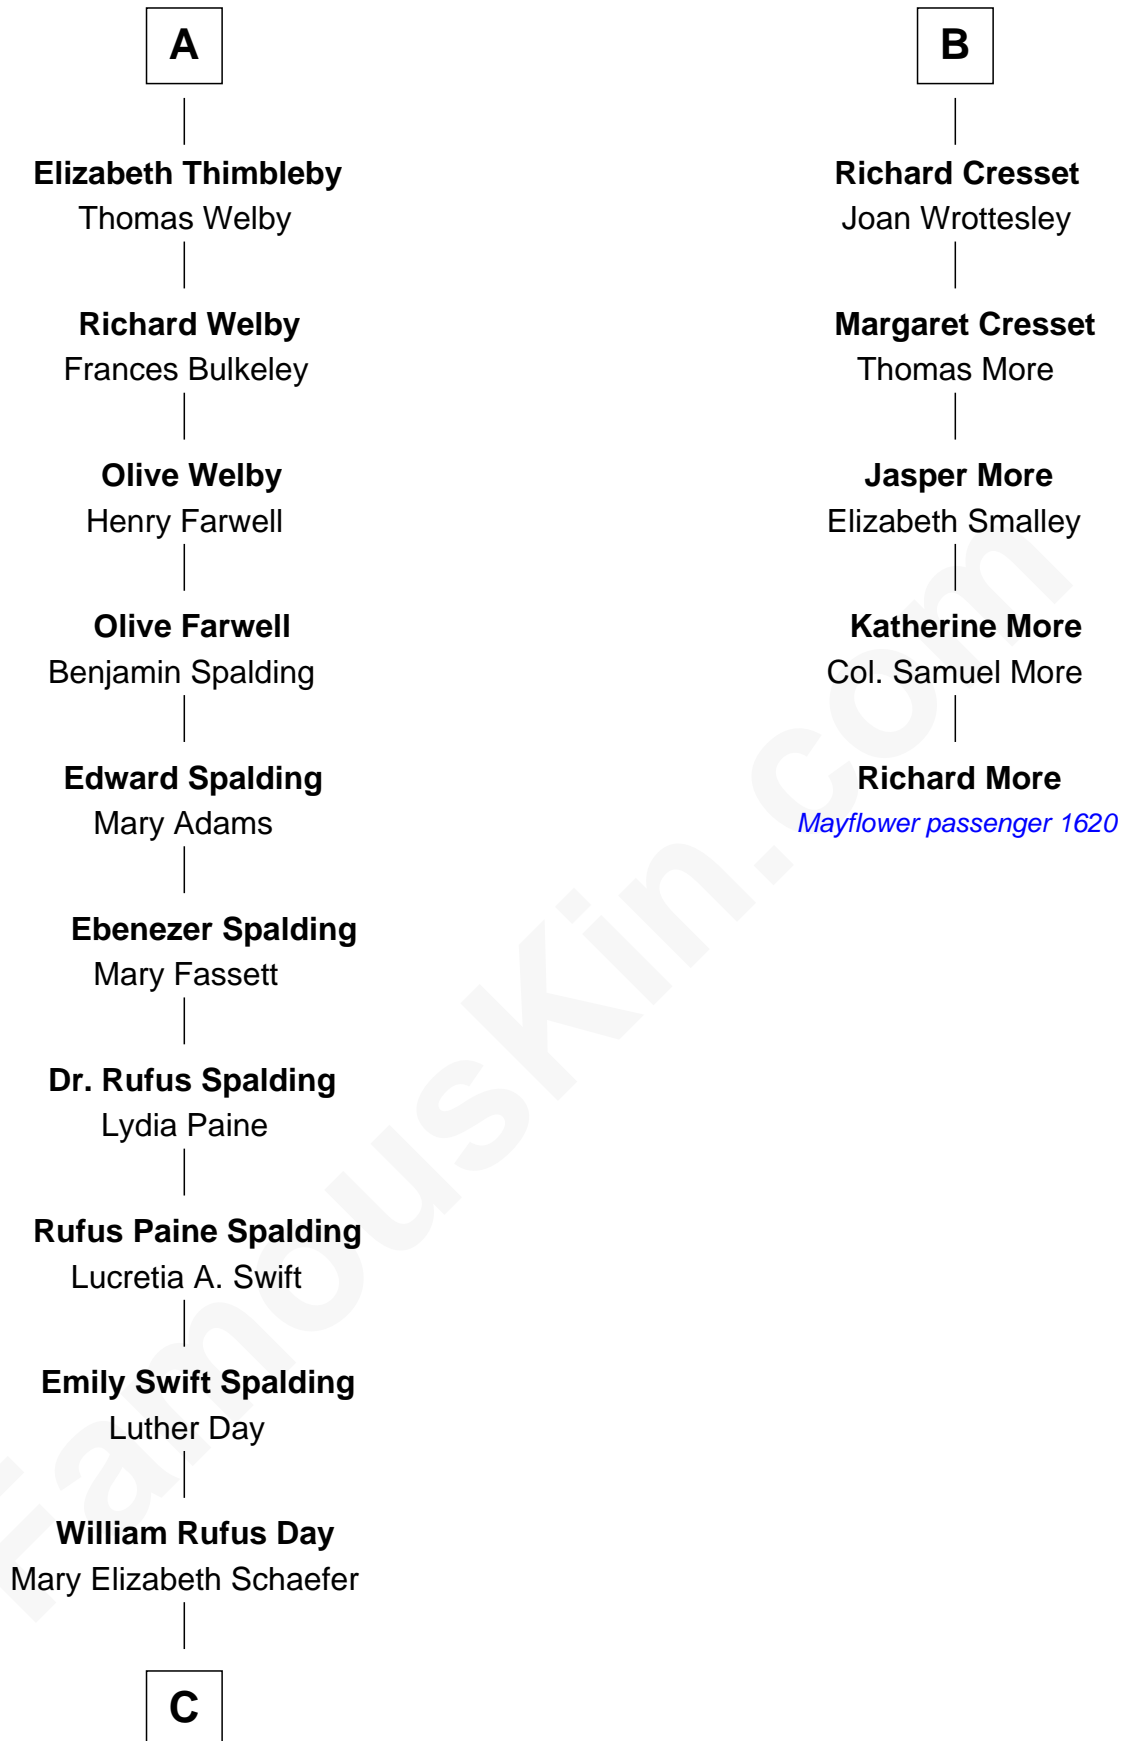 A
Elizabeth Thimbleby
Thomas Welby
Richard Welby
Frances Bulkeley
Olive Welby
Henry Farwell
Olive Farwell
Benjamin Spalding
Edward Spalding
Mary Adams
Ebenezer Spalding
Mary Fassett
Dr. Rufus Spalding
Lydia Paine
Rufus Paine Spalding
Lucretia A. Swift
Emily Swift Spalding
Luther Day
William Rufus Day
Mary Elizabeth Schaefer
C
B
Richard Cresset
Joan Wrottesley
Margaret Cresset
Thomas More
Jasper More
Elizabeth Smalley
Katherine More
Col. Samuel More
Richard More
Mayflower passenger 1620
FamousKin.com